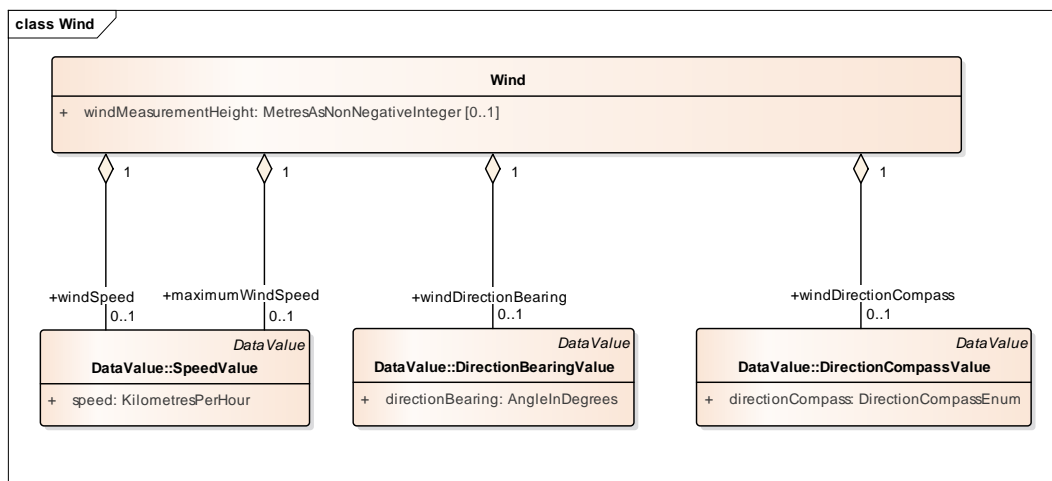 class Wind
Wind
+ windMeasurementHeight: MetresAsNonNegativeInteger [0..1]
1 1 1 1
+windSpeed +maximumWindSpeed +windDirectionBearing +windDirectionCompass
0..1 0..1 0..1 0..1
DataValue DataValue DataValue
DataValue::SpeedValue DataValue::DirectionBearingValue DataValue::DirectionCompassValue
+ speed: KilometresPerHour + directionBearing: AngleInDegrees + directionCompass: DirectionCompassEnum